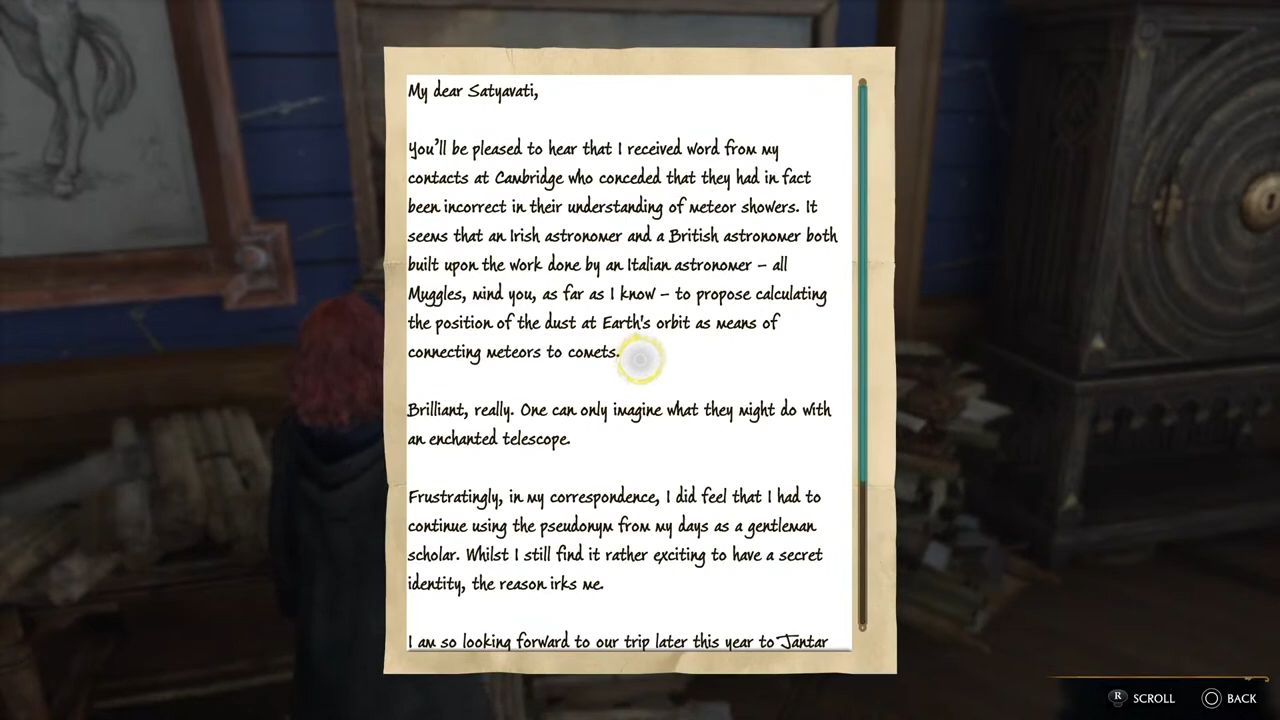 My dear Satyavati,
You'll be pleased to hear that I received word from my
contacts at Cambridge who conceded that they had in fact
been incorrect in their understanding of meteor showers. It
seems that an Irish astronomer and a British astronomer both
built upon the work done by an Italian astronomer – all
Muggles, mind you, as far as I know – to propose calculating
the position of the dust at Earth's orbit as means of
connecting meteors to comets.
Brilliant, really. One can only imagine what they might do with
an enchanted telescope.
Frustratingly, in my correspondence, I did feel that I had to
continue using the pseudonym from my days as a gentleman
scholar. Whilst I still find it rather exciting to have a secret
identity, the reason irks me.
I am so looking forward to our trip later this year to Jantar
R SCROLL BACK